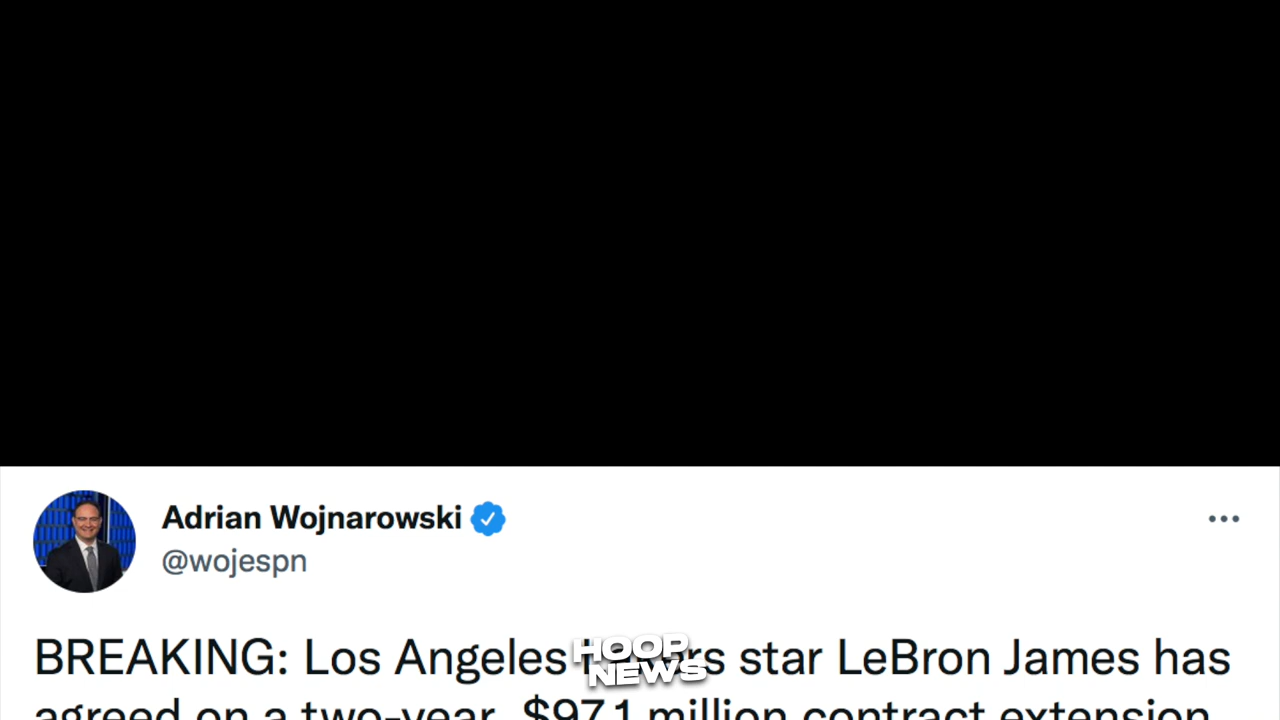 Adrian Wojnarowski
@wojespn
BREAKING: Los Angeles Lakers star LeBron James has
agreed on a two-year, $97.1 million contract extension
HOOP
NEWS